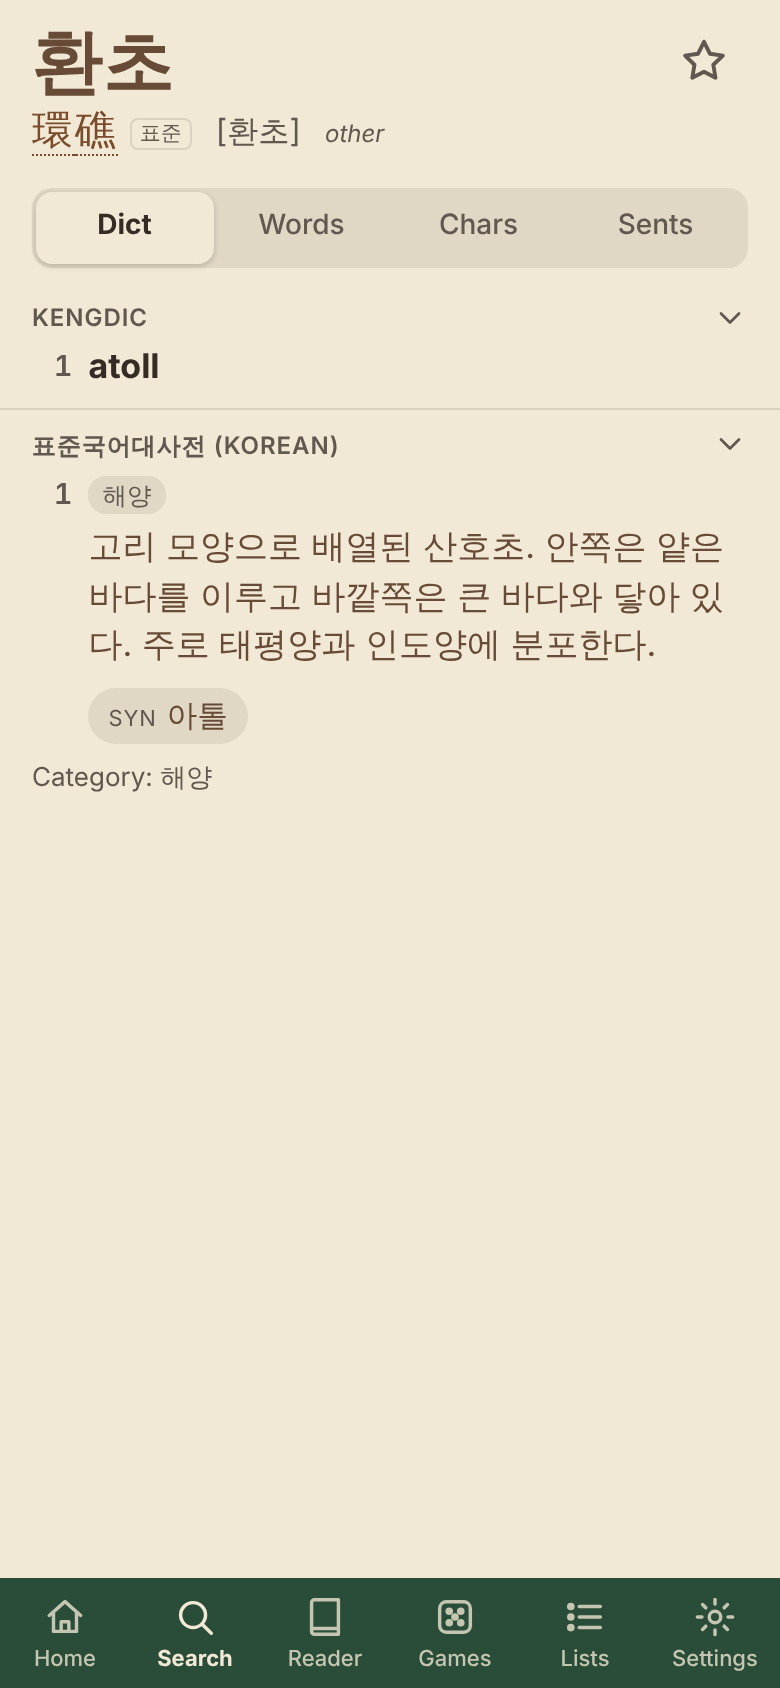 환초
環礁 표준 [환초] other
Dict Words Chars Sents
KENGDIC
1 atoll
표준국어대사전 (KOREAN)
1 해양
고리 모양으로 배열된 산호초. 안쪽은 얕은
바다를 이루고 바깥쪽은 큰 바다와 닿아 있
다. 주로 태평양과 인도양에 분포한다.
SYN 아톨
Category: 해양
Home Search Reader Games Lists Settings